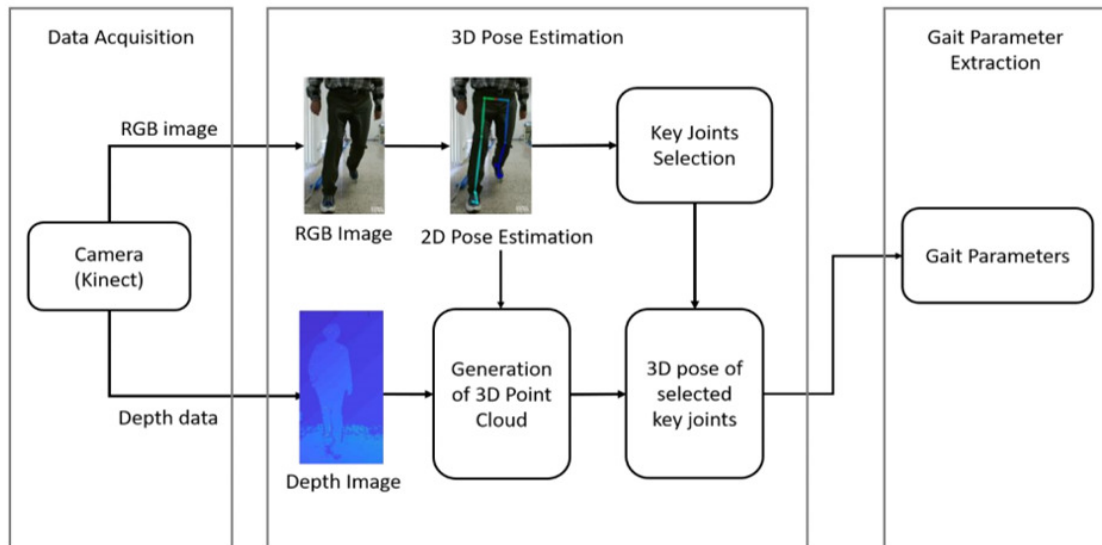 Data Acquisition
3D Pose Estimation
Gait Parameter
Extraction
RGB image
Key Joints
Selection
RGB Image
2D Pose Estimation
Camera
(Kinect)
Gait Parameters
Generation
of 3D Point
Cloud
3D pose of
selected
key joints
Depth data
Depth Image